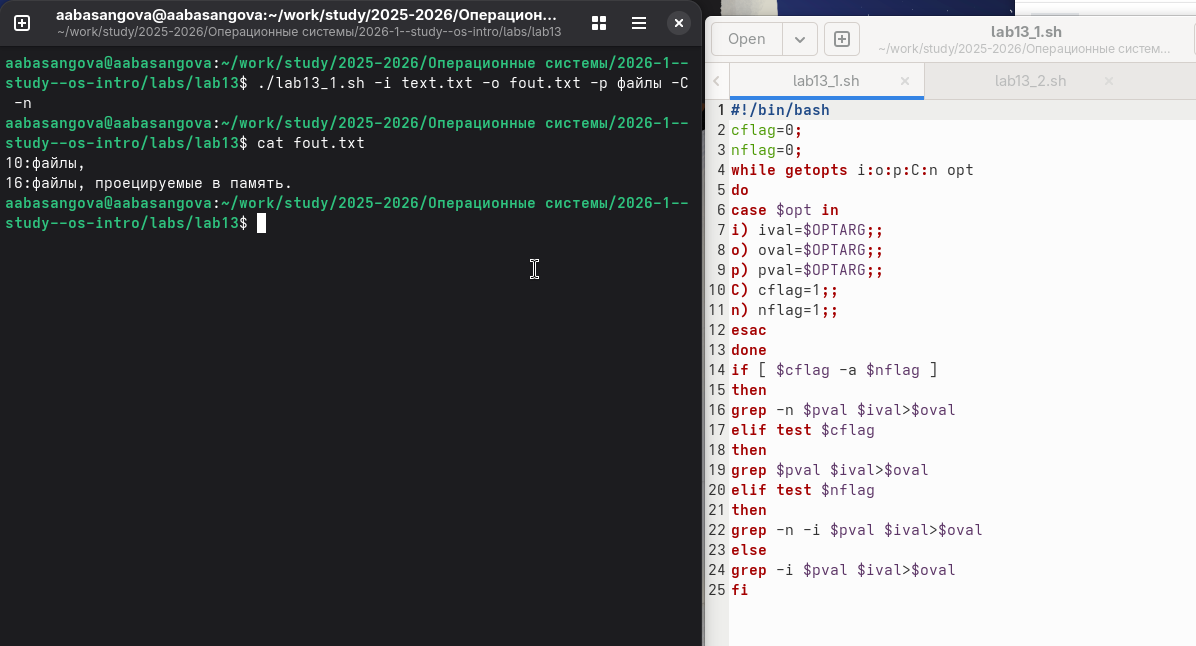 aabasangova@aabasangova:~/work/study/2025-2026/Операцион...
~/work/study/2025-2026/Операционные системы/2026-1--study--os-intro/labs/lab13
aabasangova@aabasangova:~/work/study/2025-2026/Операционные системы/2026-1--
study--os-intro/labs/lab13$ ./lab13_1.sh -i text.txt -o fout.txt -p файлы -C
-n
aabasangova@aabasangova:~/work/study/2025-2026/Операционные системы/2026-1--
study--os-intro/labs/lab13$ cat fout.txt
10:файлы,
16:файлы, проецируемые в память.
aabasangova@aabasangova:~/work/study/2025-2026/Операционные системы/2026-1--
study--os-intro/labs/lab13$
Open
lab13_1.sh
~/work/study/2025-2026/Операционные систем...
lab13_1.sh
lab13_2.sh
1 #!/bin/bash
2 cflag=0;
3 nflag=0;
4 while getopts i:o:p:C:n opt
5 do
6 case $opt in
7 i) ival=$OPTARG;;
8 o) oval=$OPTARG;;
9 p) pval=$OPTARG;;
10 C) cflag=1;;
11 n) nflag=1;;
12 esac
13 done
14 if [ $cflag -a $nflag ]
15 then
16 grep -n $pval $ival>$oval
17 elif test $cflag
18 then
19 grep $pval $ival>$oval
20 elif test $nflag
21 then
22 grep -n -i $pval $ival>$oval
23 else
24 grep -i $pval $ival>$oval
25 fi